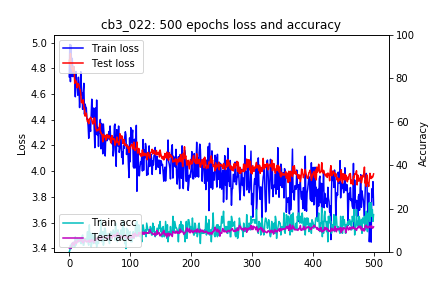 cb3_022: 500 epochs loss and accuracy
5.0
4.8
4.6
4.4
4.2
4.0
3.8
3.6
3.4
Loss
Train loss
Test loss
Train acc
Test acc
100
80
60
40
20
0
Accuracy
0 100 200 300 400 500